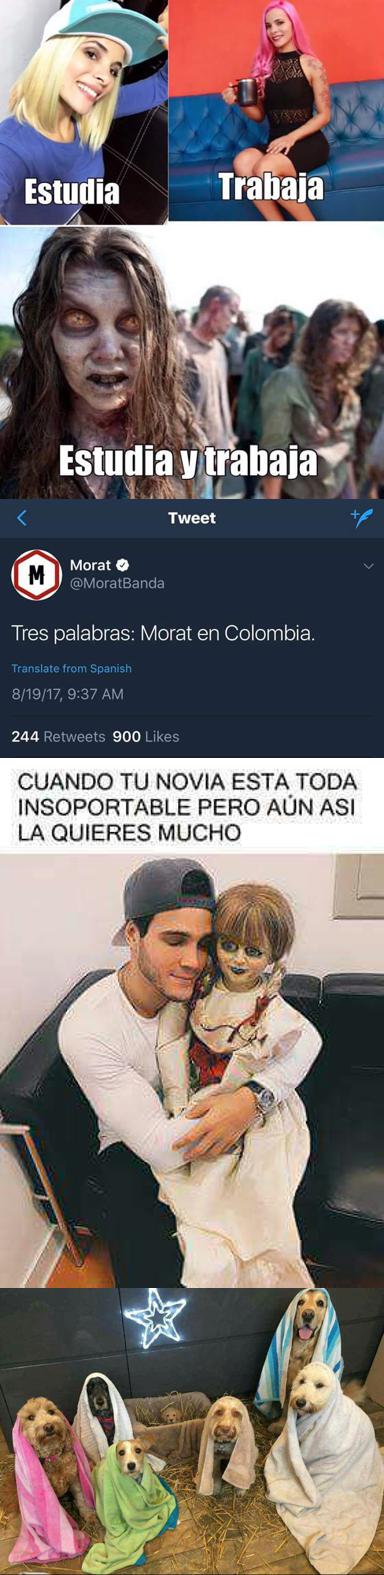 Estudia
Trabaja
Estudia y trabaja
Tweet
M
Morat
@MoratBanda
Tres palabras: Morat en Colombia.
Translate from Spanish
8/19/17, 9:37 AM
244 Retweets 900 Likes
CUANDO TU NOVIA ESTA TODA
INSOPORTABLE PERO AÚN ASI
LA QUIERES MUCHO